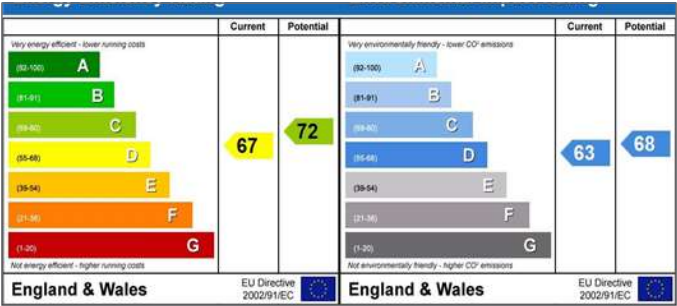 Current Potential
Very energy efficient - lower running costs
(92-100) A
(81-91) B
(69-80) C
(55-68) D
(39-54) E
(21-38) F
(1-20) G
67
72
Not energy efficient - higher running costs
England & Wales
EU Directive
2002/91/EC
Current Potential
Very environmentally friendly - lower CO² emissions
(92-100) A
(81-91) B
(69-80) C
(55-68) D
(39-54) E
(21-38) F
(1-20) G
63
68
Not environmentally friendly - higher CO² emissions
England & Wales
EU Directive
2002/91/EC